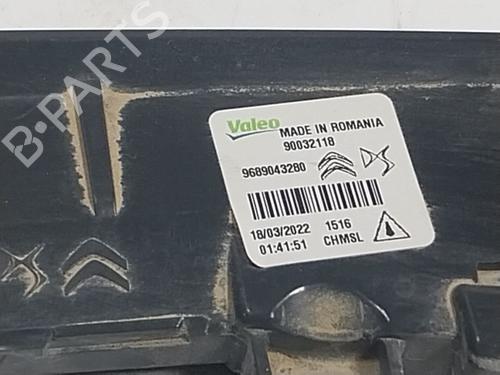 B-PARTS
Valeo MADE IN ROMANIA
90032118
9689043280
18/03/2022 1516
01:41:51 CHMSL